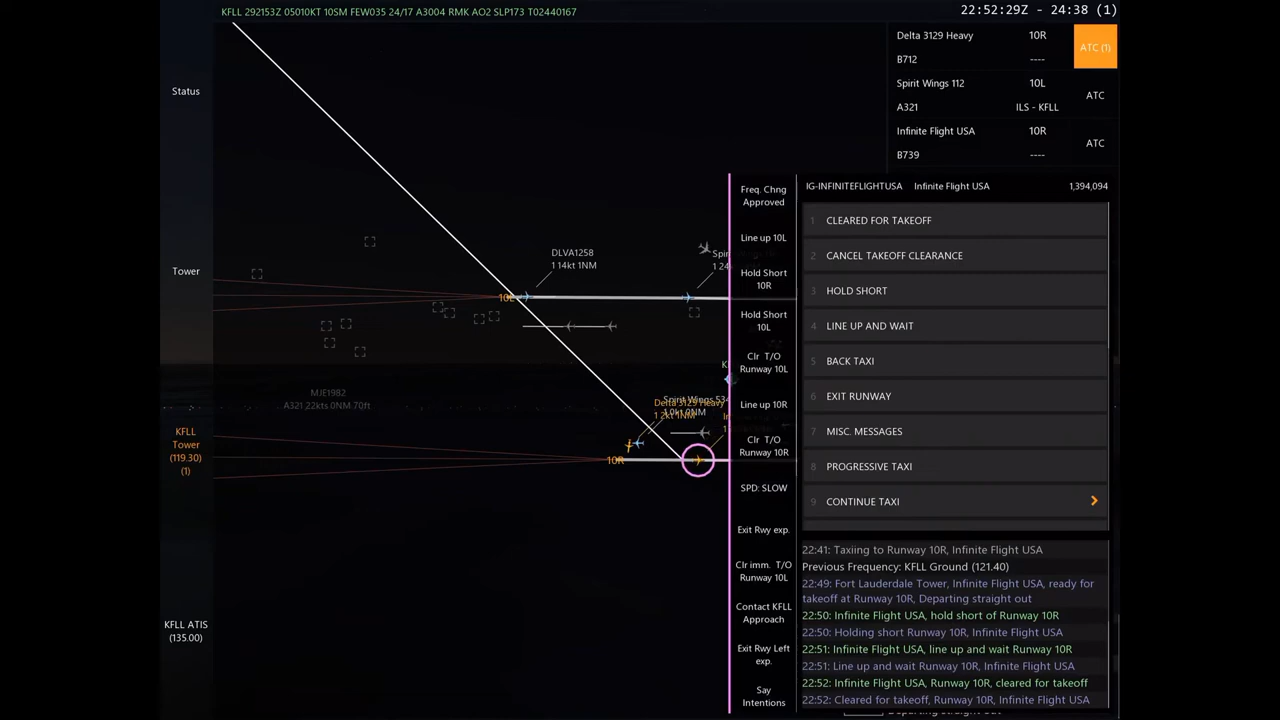 KFLL 292153Z 05010KT 10SM FEW035 24/17 A3004 RMK AO2 SLP173 T02440167
22:52:29Z - 24:38 (1)
Delta 3129 Heavy
10R
ATC (1)
B712
----
Spirit Wings 112
10L
ATC
A321
ILS - KFLL
Infinite Flight USA
10R
ATC
B739
----
Status
Tower
KFLL
Tower
(119.30)
(1)
KFLL ATIS
(135.00)
DLVA1258
1 14kt 1NM
10L
MJE1982
A321 22kts 0NM 70ft
Delta 3129 Heavy
10R
Freq. Chng
Approved
Line up 10L
Hold Short
10R
Hold Short
10L
Clr T/O
Runway 10L
Line up 10R
Clr T/O
Runway 10R
SPD: SLOW
Exit Rwy exp.
Clr imm. T/O
Runway 10L
Contact KFLL
Approach
Exit Rwy Left
exp.
Say
Intentions
IG-INFINITEFLIGHTUSA
Infinite Flight USA
1,394,094
1 CLEARED FOR TAKEOFF
2 CANCEL TAKEOFF CLEARANCE
3 HOLD SHORT
4 LINE UP AND WAIT
5 BACK TAXI
6 EXIT RUNWAY
7 MISC. MESSAGES
8 PROGRESSIVE TAXI
9 CONTINUE TAXI
22:41: Taxiing to Runway 10R, Infinite Flight USA
Previous Frequency: KFLL Ground (121.40)
22:49: Fort Lauderdale Tower, Infinite Flight USA, ready for
takeoff at Runway 10R, Departing straight out
22:50: Infinite Flight USA, hold short of Runway 10R
22:50: Holding short Runway 10R, Infinite Flight USA
22:51: Infinite Flight USA, line up and wait Runway 10R
22:51: Line up and wait Runway 10R, Infinite Flight USA
22:52: Infinite Flight USA, Runway 10R, cleared for takeoff
22:52: Cleared for takeoff, Runway 10R, Infinite Flight USA